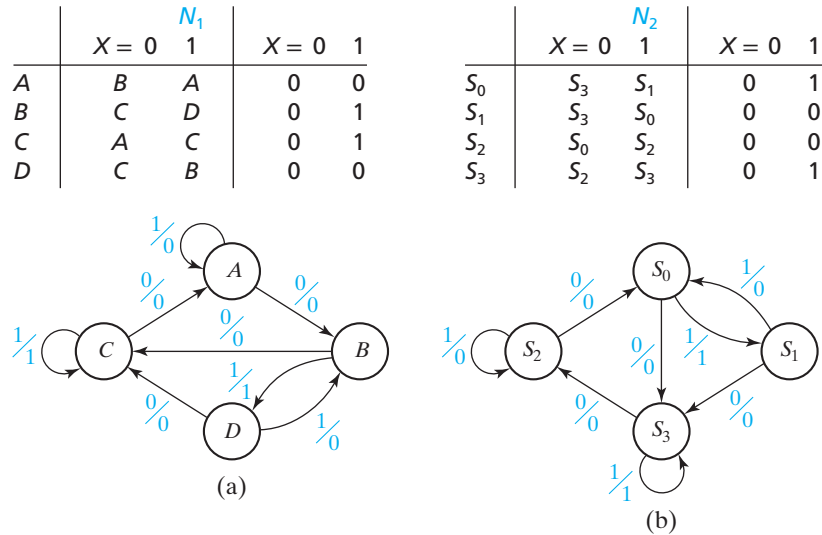 N₁
X = 0 1 X = 0 1
A B A 0 0
B C D 0 1
C A C 0 1
D C B 0 0
N₂
X = 0 1 X = 0 1
S₀ S₃ S₁ 0 1
S₁ S₃ S₀ 0 0
S₂ S₀ S₂ 0 0
S₃ S₂ S₃ 0 1
1/0
A
0/0
0/0
0/0
1/1
C
B
1/1
0/0
D
1/0
(a)
S₀
0/0
1/0
1/0
S₂
0/0
1/1
S₁
0/0
0/0
S₃
1/1
(b)